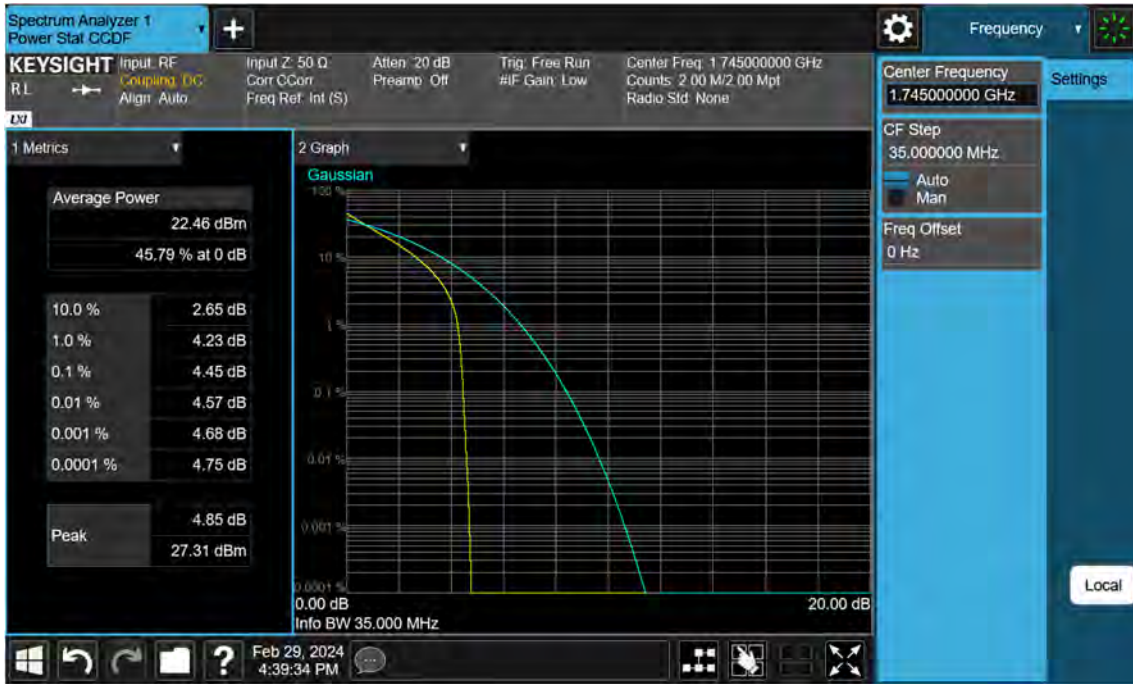 Spectrum Analyzer 1
Power Stat CCDF
+
Frequency
KEYSIGHT
Input: RF
Coupling: DC
Align: Auto
Input Z: 50 Ω
Corr CCorr
Freq Ref: Int (S)
Atten: 20 dB
Preamp: Off
Trig: Free Run
#IF Gain: Low
Center Freq: 1.745000000 GHz
Counts: 2.00 M/2.00 Mpt
Radio Std: None
RL
LXI
Center Frequency
1.745000000 GHz
Settings
CF Step
35.000000 MHz
Auto
Man
Freq Offset
0 Hz
Local
1 Metrics
Average Power
22.46 dBm
45.79 % at 0 dB
10.0 % 2.65 dB
1.0 % 4.23 dB
0.1 % 4.45 dB
0.01 % 4.57 dB
0.001 % 4.68 dB
0.0001 % 4.75 dB
Peak
4.85 dB
27.31 dBm
2 Graph
Gaussian
100 %
10 %
1 %
0.1 %
0.01 %
0.001 %
0.0001 %
0.00 dB 20.00 dB
Info BW 35.000 MHz
?
Feb 29, 2024
4:39:34 PM